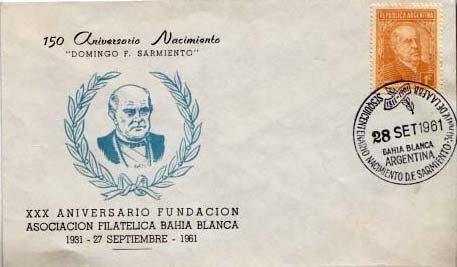 150 Aniversario Nacimiento
"DOMINGO F. SARMIENTO"
REPUBLICA ARGENTINA
SESQUICENTENARIO NACIMIENTO D.F. SARMIENTO
28 SET 1961
BAHIA BLANCA
ARGENTINA
XXX ANIVERSARIO FUNDACION
ASOCIACION FILATELICA BAHIA BLANCA
1931 - 27 SEPTIEMBRE - 1961